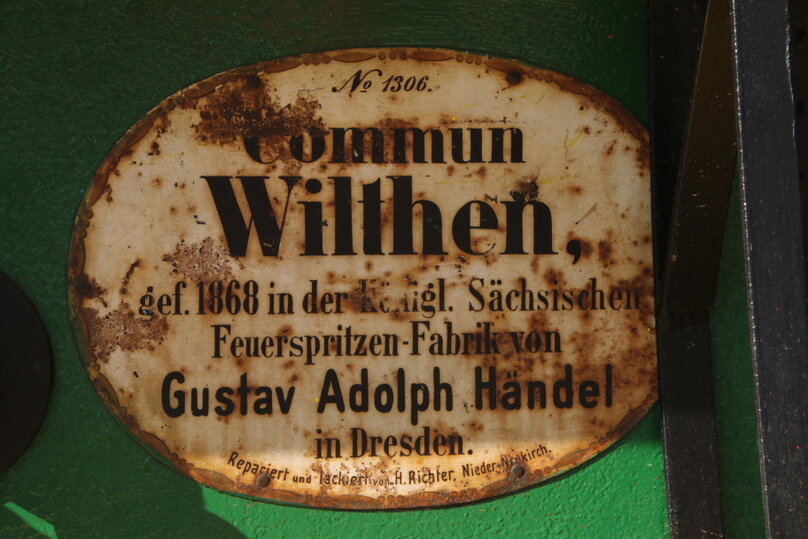 No 1306.
Commun
Wilthen,
gef. 1868 in der Königl. Sächsischen
Feuerspritzen-Fabrik von
Gustav Adolph Händel
in Dresden.
Repariert und lackiert von H. Richter, Nieder-Neukirch.